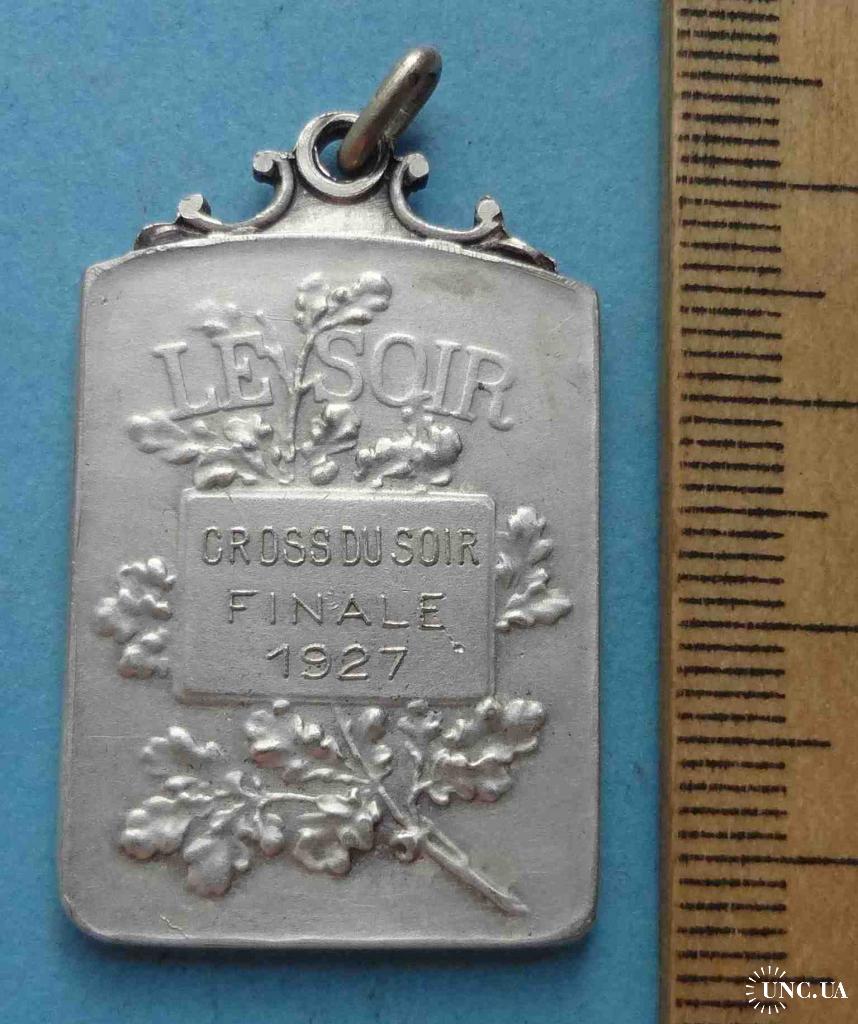 LE SOIR
CROSS DU SOIR
FINALE
1927
UNC.UA